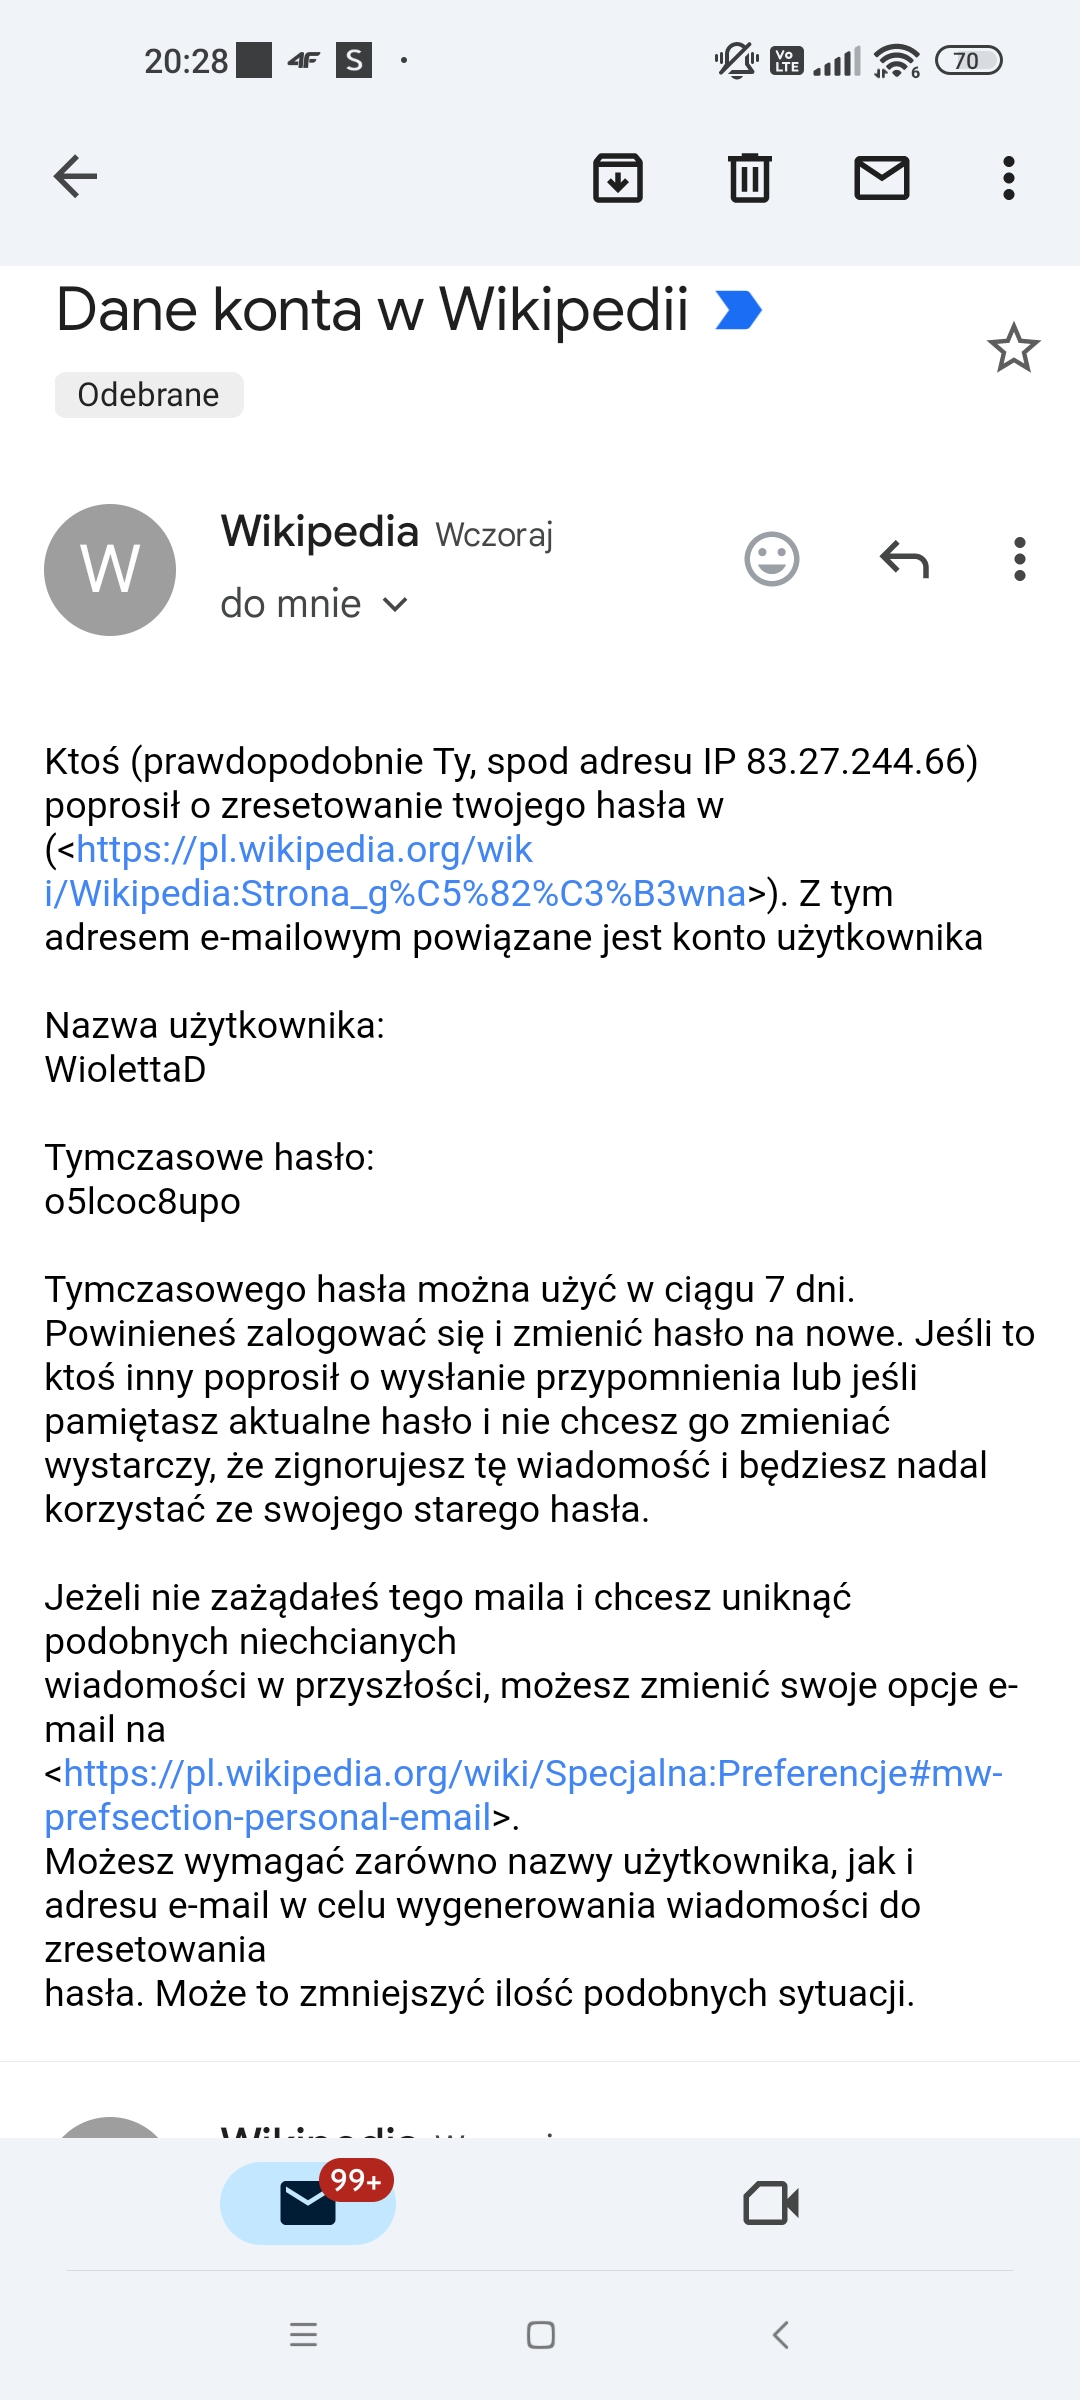 20:28 4F S
Vo LTE 6 70
Dane konta w Wikipedii
Odebrane
W
Wikipedia Wczoraj
do mnie
Ktoś (prawdopodobnie Ty, spod adresu IP 83.27.244.66)
poprosił o zresetowanie twojego hasła w
(<https://pl.wikipedia.org/wik
i/Wikipedia:Strona_g%C5%82%C3%B3wna>). Z tym
adresem e-mailowym powiązane jest konto użytkownika
Nazwa użytkownika:
WiolettaD
Tymczasowe hasło:
o5lcoc8upo
Tymczasowego hasła można użyć w ciągu 7 dni.
Powinieneś zalogować się i zmienić hasło na nowe. Jeśli to
ktoś inny poprosił o wysłanie przypomnienia lub jeśli
pamiętasz aktualne hasło i nie chcesz go zmieniać
wystarczy, że zignorujesz tę wiadomość i będziesz nadal
korzystać ze swojego starego hasła.
Jeżeli nie zażądałeś tego maila i chcesz uniknąć
podobnych niechcianych
wiadomości w przyszłości, możesz zmienić swoje opcje e-
mail na
<https://pl.wikipedia.org/wiki/Specjalna:Preferencje#mw-
prefsection-personal-email>.
Możesz wymagać zarówno nazwy użytkownika, jak i
adresu e-mail w celu wygenerowania wiadomości do
zresetowania
hasła. Może to zmniejszyć ilość podobnych sytuacji.
Wikipedia
99+